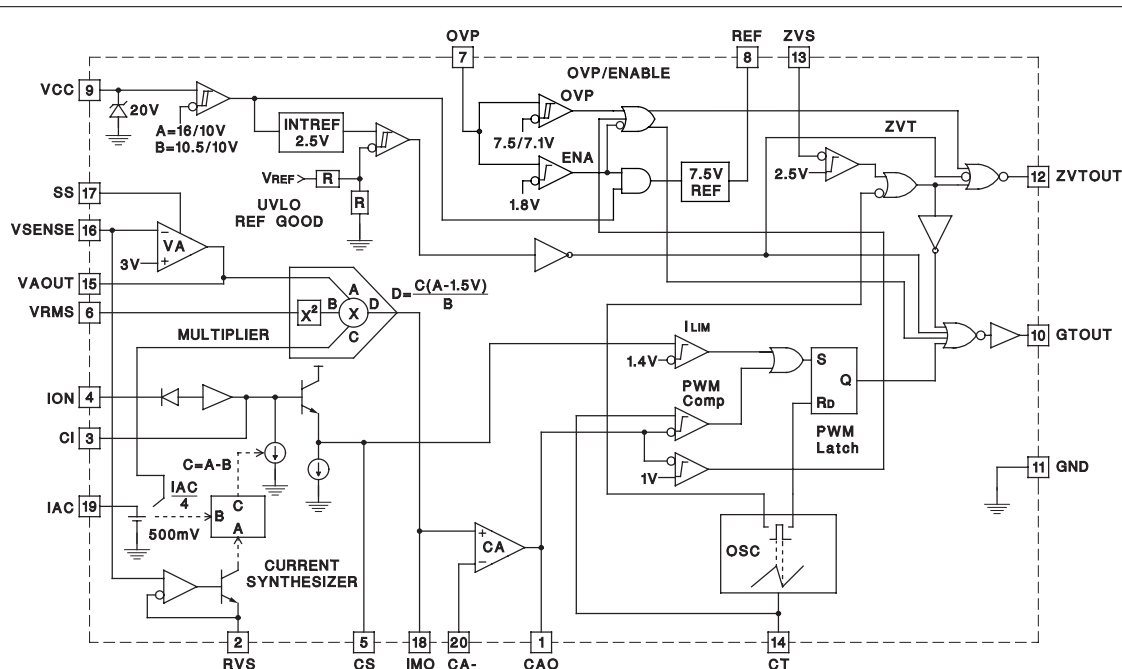 OVP
7
REF
8
ZVS
13
VCC
9
20V
A=16/10V
B=10.5/10V
INTREF
2.5V
OVP/ENABLE
OVP
7.5/7.1V
ENA
1.8V
7.5V
REF
ZVT
2.5V
12
ZVTOUT
VREF
R
R
UVLO
REF GOOD
SS
17
VSENSE
16
VA
3V
VAOUT
15
VRMS
6
X2
A
B
X
D
C
D=C(A-1.5V)
B
MULTIPLIER
ILIM
1.4V
PWM
Comp
1V
S
Q
RD
PWM
Latch
10
GTOUT
ION
4
CI
3
C=A-B
11
GND
IAC
19
IAC
4
500mV
B
C
A
CURRENT
SYNTHESIZER
CA
OSC
2
RVS
5
CS
18
IMO
20
CA-
1
CAO
14
CT